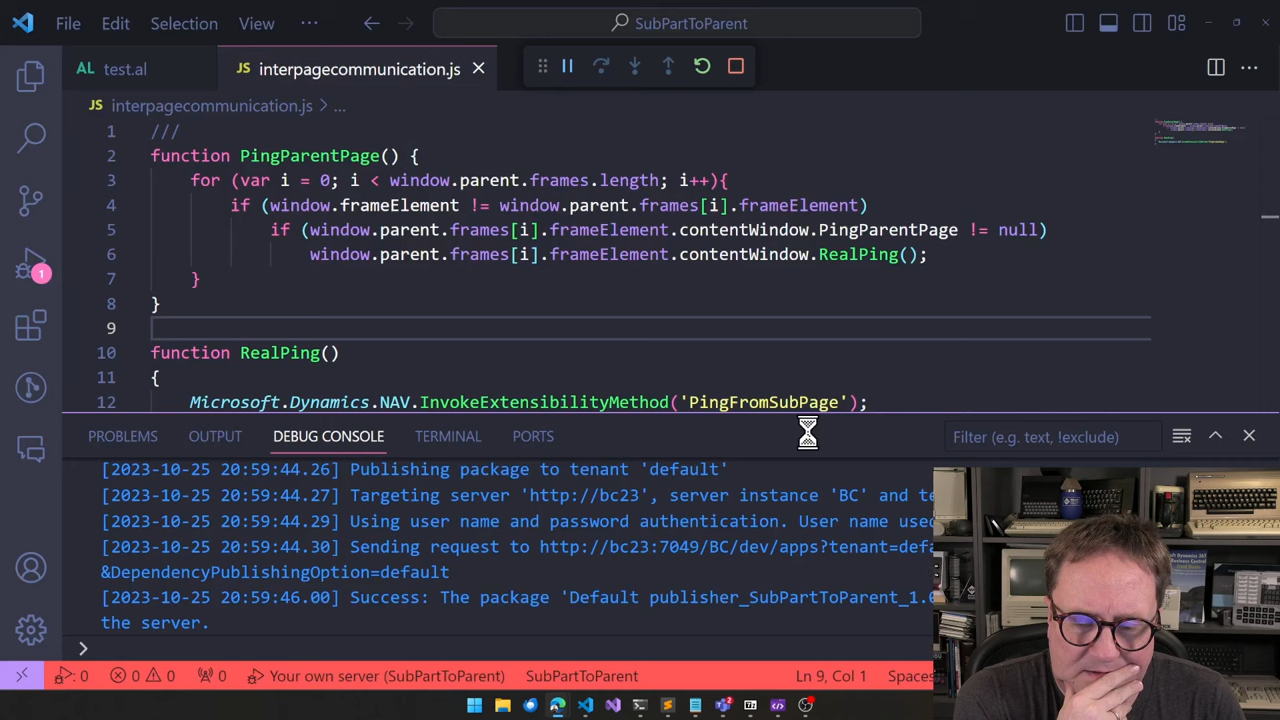 File Edit Selection View ··· SubPartToParent
AL test.al JS interpagecommunication.js
JS interpagecommunication.js > ...
1 ///
2 function PingParentPage() {
3 for (var i = 0; i < window.parent.frames.length; i++){
4 if (window.frameElement != window.parent.frames[i].frameElement)
5 if (window.parent.frames[i].frameElement.contentWindow.PingParentPage != null)
6 window.parent.frames[i].frameElement.contentWindow.RealPing();
7 }
8 }
9
10 function RealPing()
11 {
12 Microsoft.Dynamics.NAV.InvokeExtensibilityMethod('PingFromSubPage');
1
PROBLEMS OUTPUT DEBUG CONSOLE TERMINAL PORTS Filter (e.g. text, !exclude)
[2023-10-25 20:59:44.26] Publishing package to tenant 'default'
[2023-10-25 20:59:44.27] Targeting server 'http://bc23', server instance 'BC' and te
[2023-10-25 20:59:44.29] Using user name and password authentication. User name used
[2023-10-25 20:59:44.30] Sending request to http://bc23:7049/BC/dev/apps?tenant=defa
&DependencyPublishingOption=default
[2023-10-25 20:59:46.00] Success: The package 'Default publisher_SubPartToParent_1.0
the server.
>
: 0 0 0 0 Your own server (SubPartToParent) SubPartToParent Ln 9, Col 1 Spaces